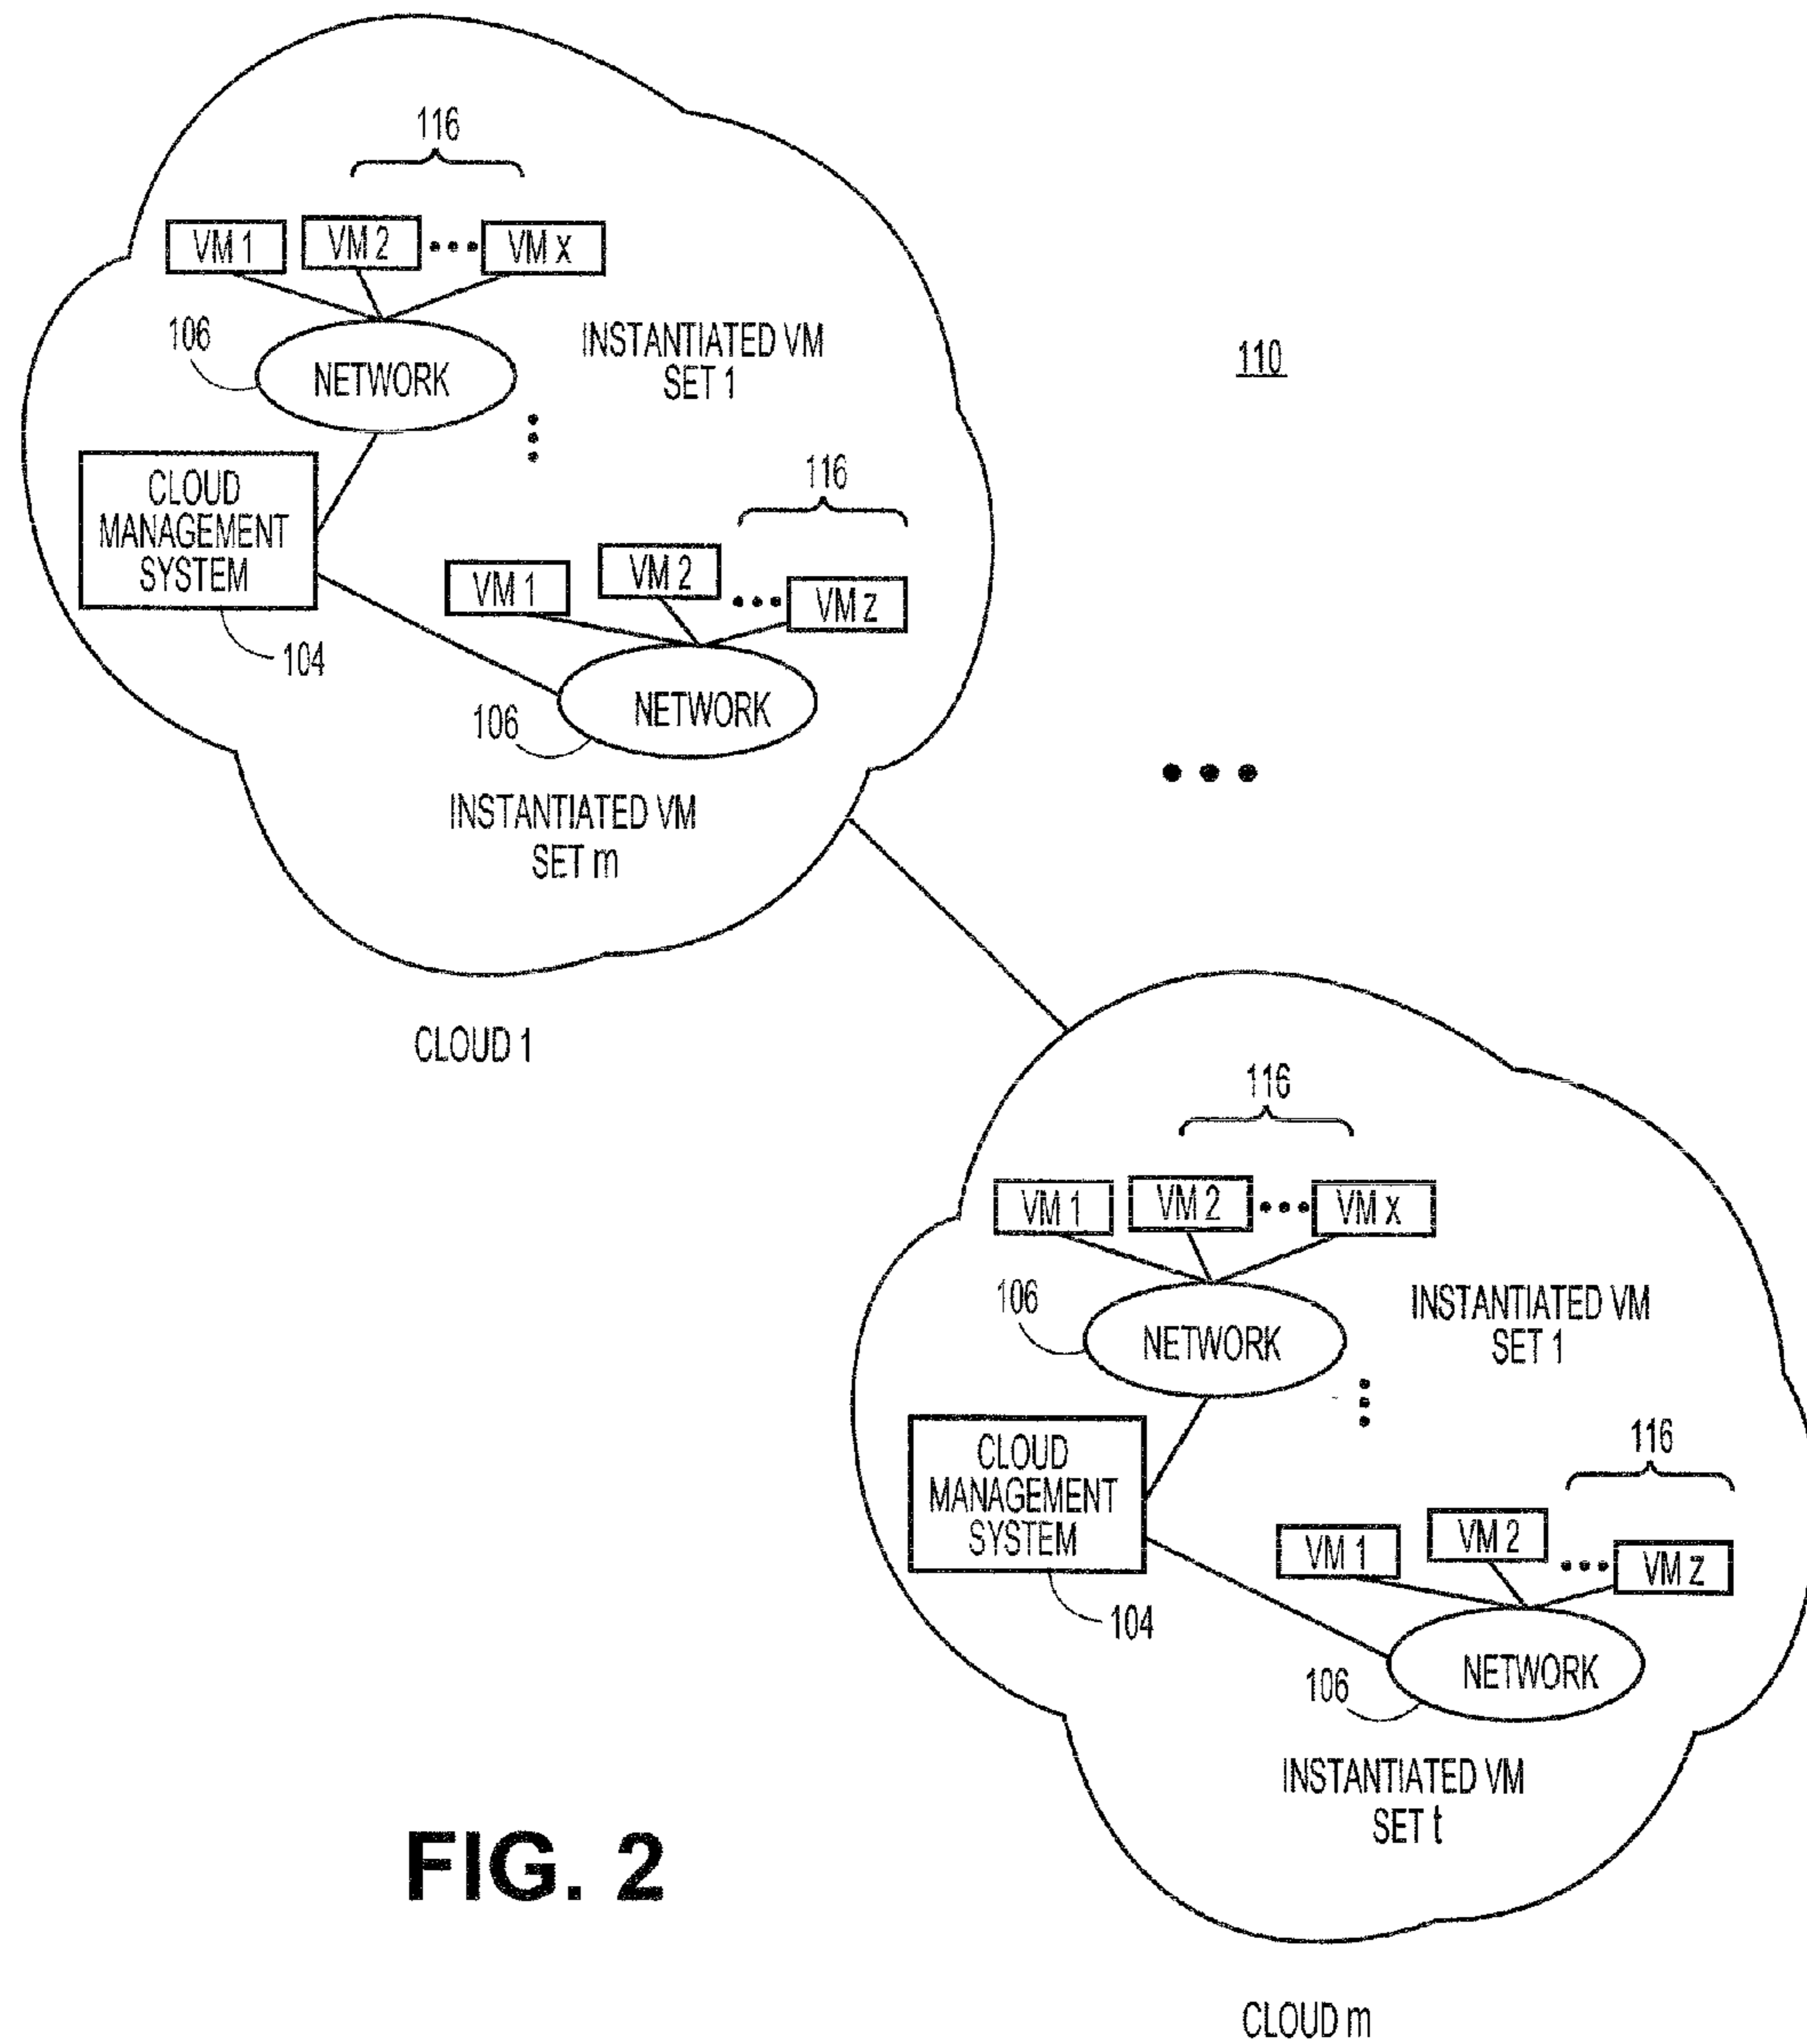 116
VM 1
VM 2
VM x
106
NETWORK
INSTANTIATED VM
SET 1
110
CLOUD
MANAGEMENT
SYSTEM
104
116
VM 1
VM 2
VM z
106
NETWORK
INSTANTIATED VM
SET m
CLOUD 1
116
VM 1
VM 2
VM x
106
NETWORK
INSTANTIATED VM
SET 1
CLOUD
MANAGEMENT
SYSTEM
104
116
VM 1
VM 2
VM z
106
NETWORK
INSTANTIATED VM
SET t
FIG. 2
CLOUD m